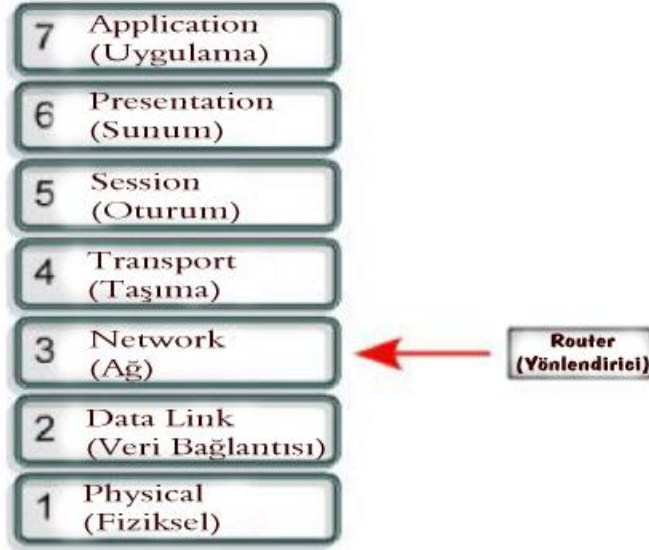 7 Application
(Uygulama)
6 Presentation
(Sunum)
5 Session
(Oturum)
4 Transport
(Taşıma)
3 Network
(Ağ)
Router
(Yönlendirici)
2 Data Link
(Veri Bağlantısı)
1 Physical
(Fiziksel)